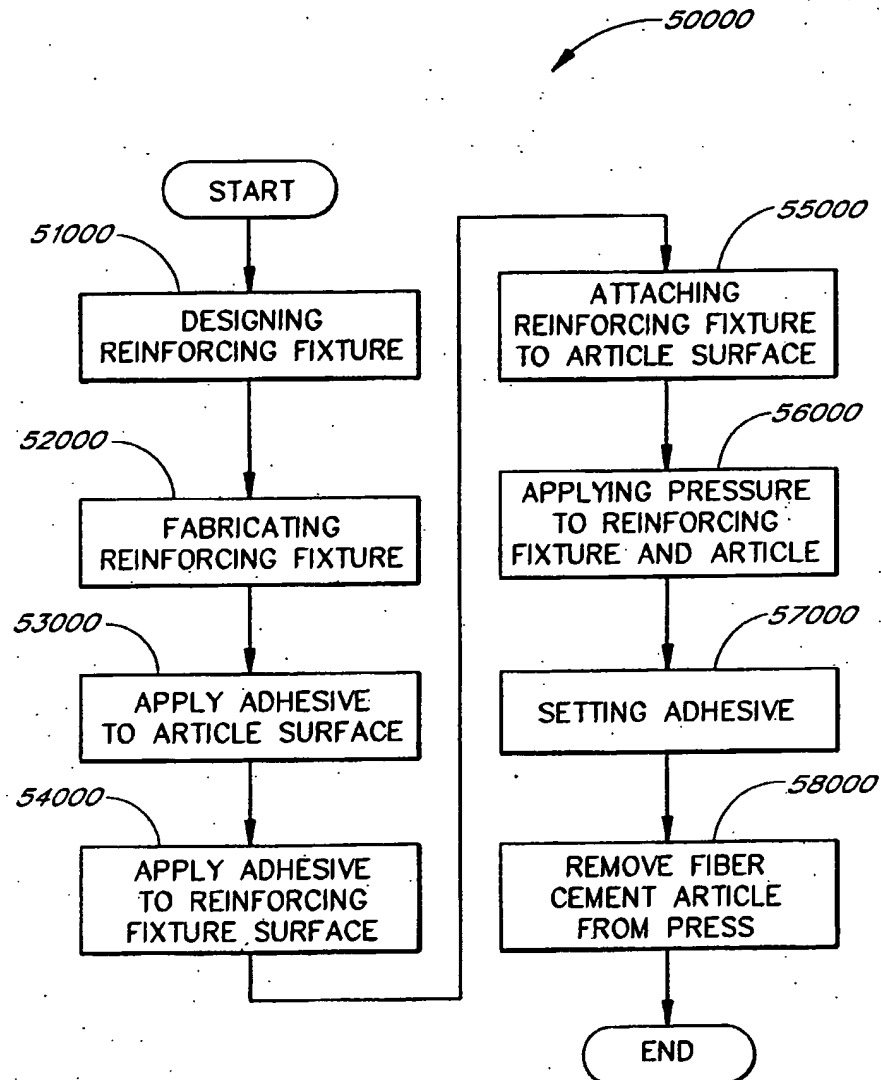 50000
START
51000
DESIGNING
REINFORCING FIXTURE
52000
FABRICATING
REINFORCING FIXTURE
53000
APPLY ADHESIVE
TO ARTICLE SURFACE
54000
APPLY ADHESIVE
TO REINFORCING
FIXTURE SURFACE
55000
ATTACHING
REINFORCING FIXTURE
TO ARTICLE SURFACE
56000
APPLYING PRESSURE
TO REINFORCING
FIXTURE AND ARTICLE
57000
SETTING ADHESIVE
58000
REMOVE FIBER
CEMENT ARTICLE
FROM PRESS
END